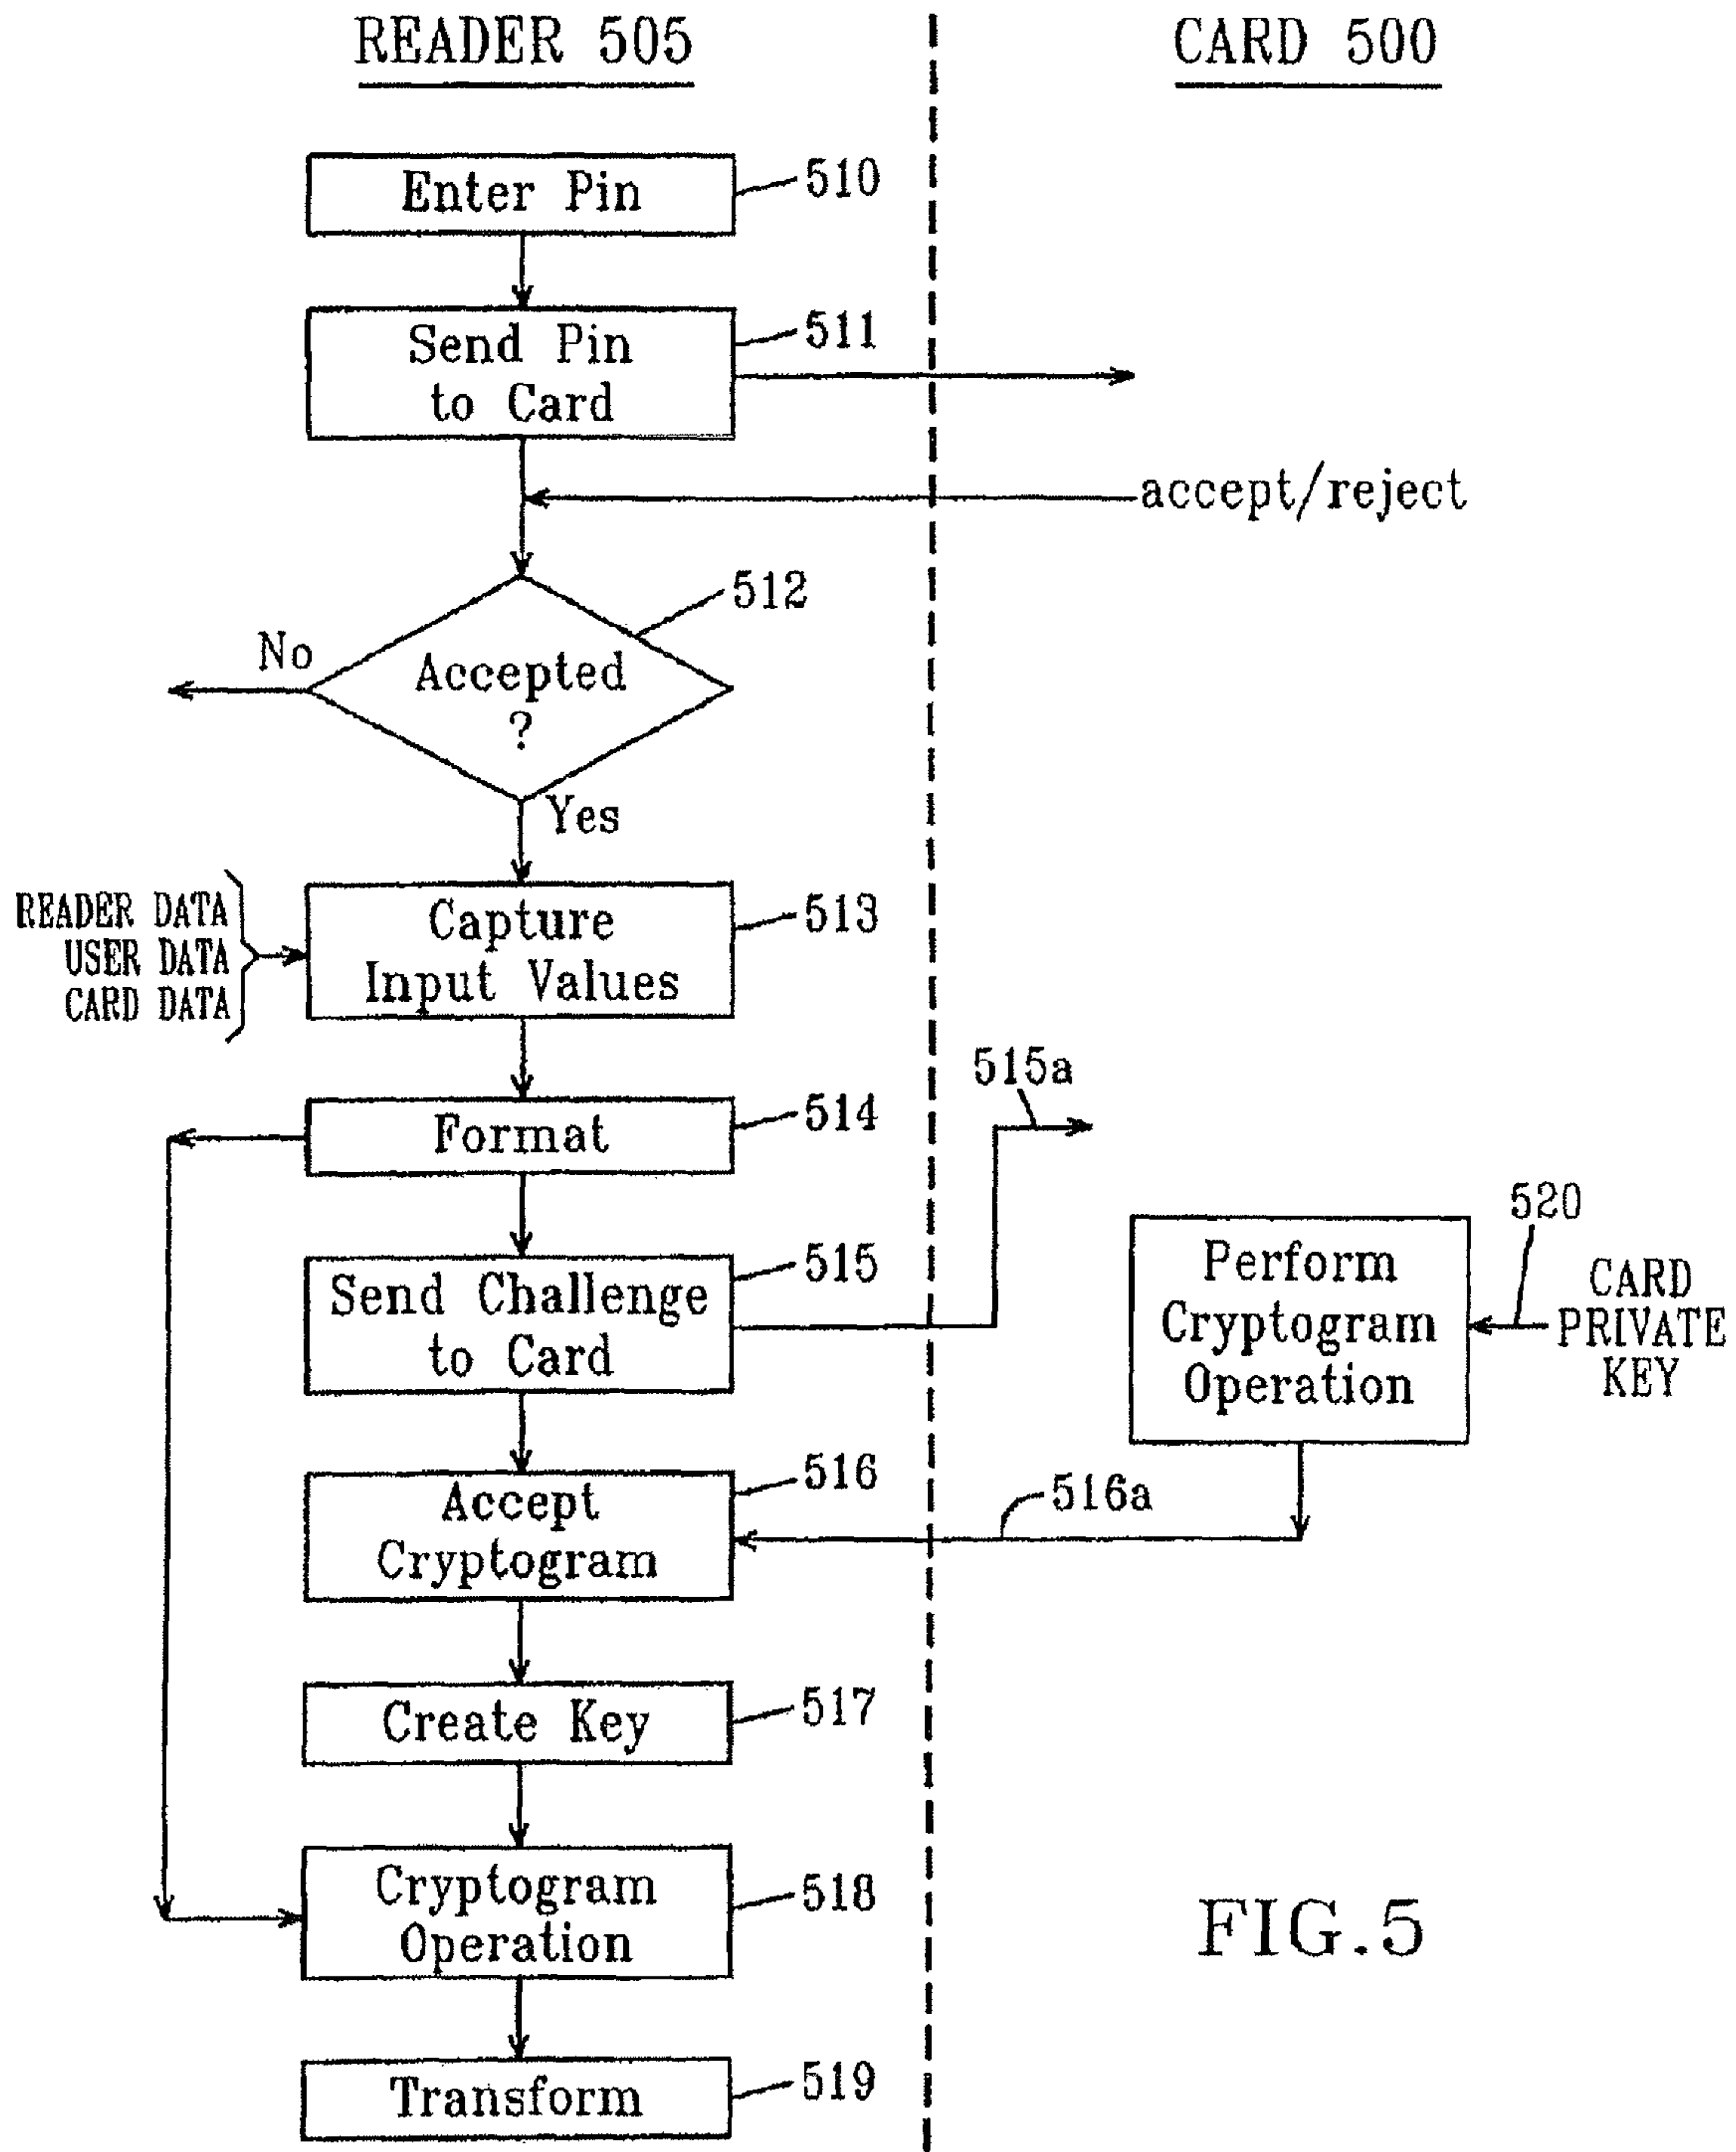 READER 505
CARD 500
Enter Pin
510
Send Pin
to Card
511
accept/reject
512
No
Accepted
?
Yes
READER DATA
USER DATA
CARD DATA
Capture
Input Values
513
515a
Format
514
520
Send Challenge
to Card
515
Perform
Cryptogram
Operation
CARD
PRIVATE
KEY
Accept
Cryptogram
516
516a
Create Key
517
Cryptogram
Operation
518
FIG.5
Transform
519